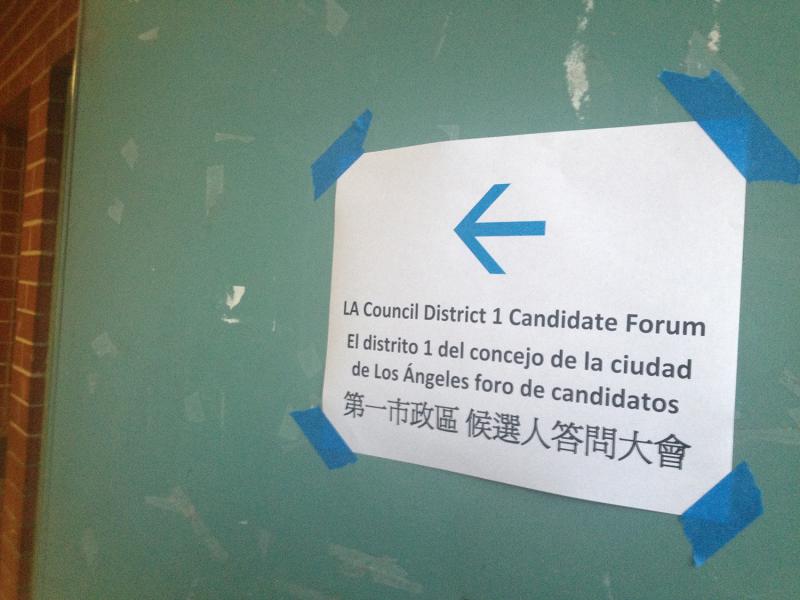 LA Council District 1 Candidate Forum
El distrito 1 del concejo de la ciudad
de Los Ángeles foro de candidatos
第一市政區 候選人答問大會